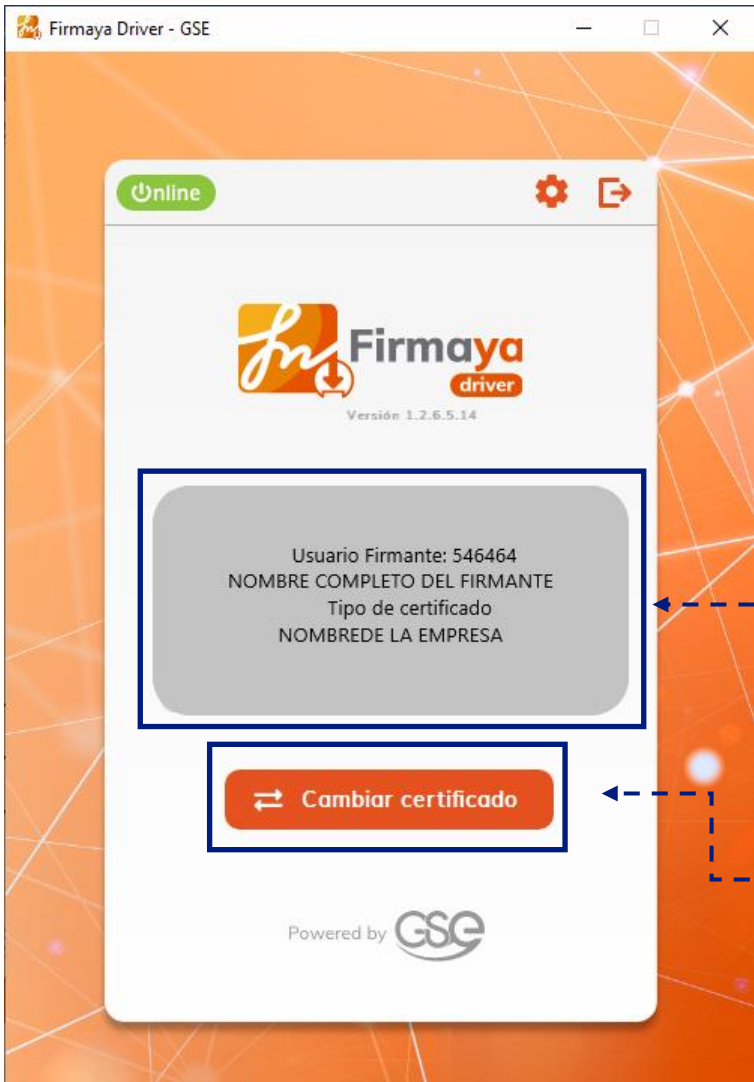 Firmaya Driver - GSE
Online
Firmaya
driver
Versión 1.2.6.5.14
Usuario Firmante: 546464
NOMBRE COMPLETO DEL FIRMANTE
Tipo de certificado
NOMBREDE LA EMPRESA
Cambiar certificado
Powered by GSE